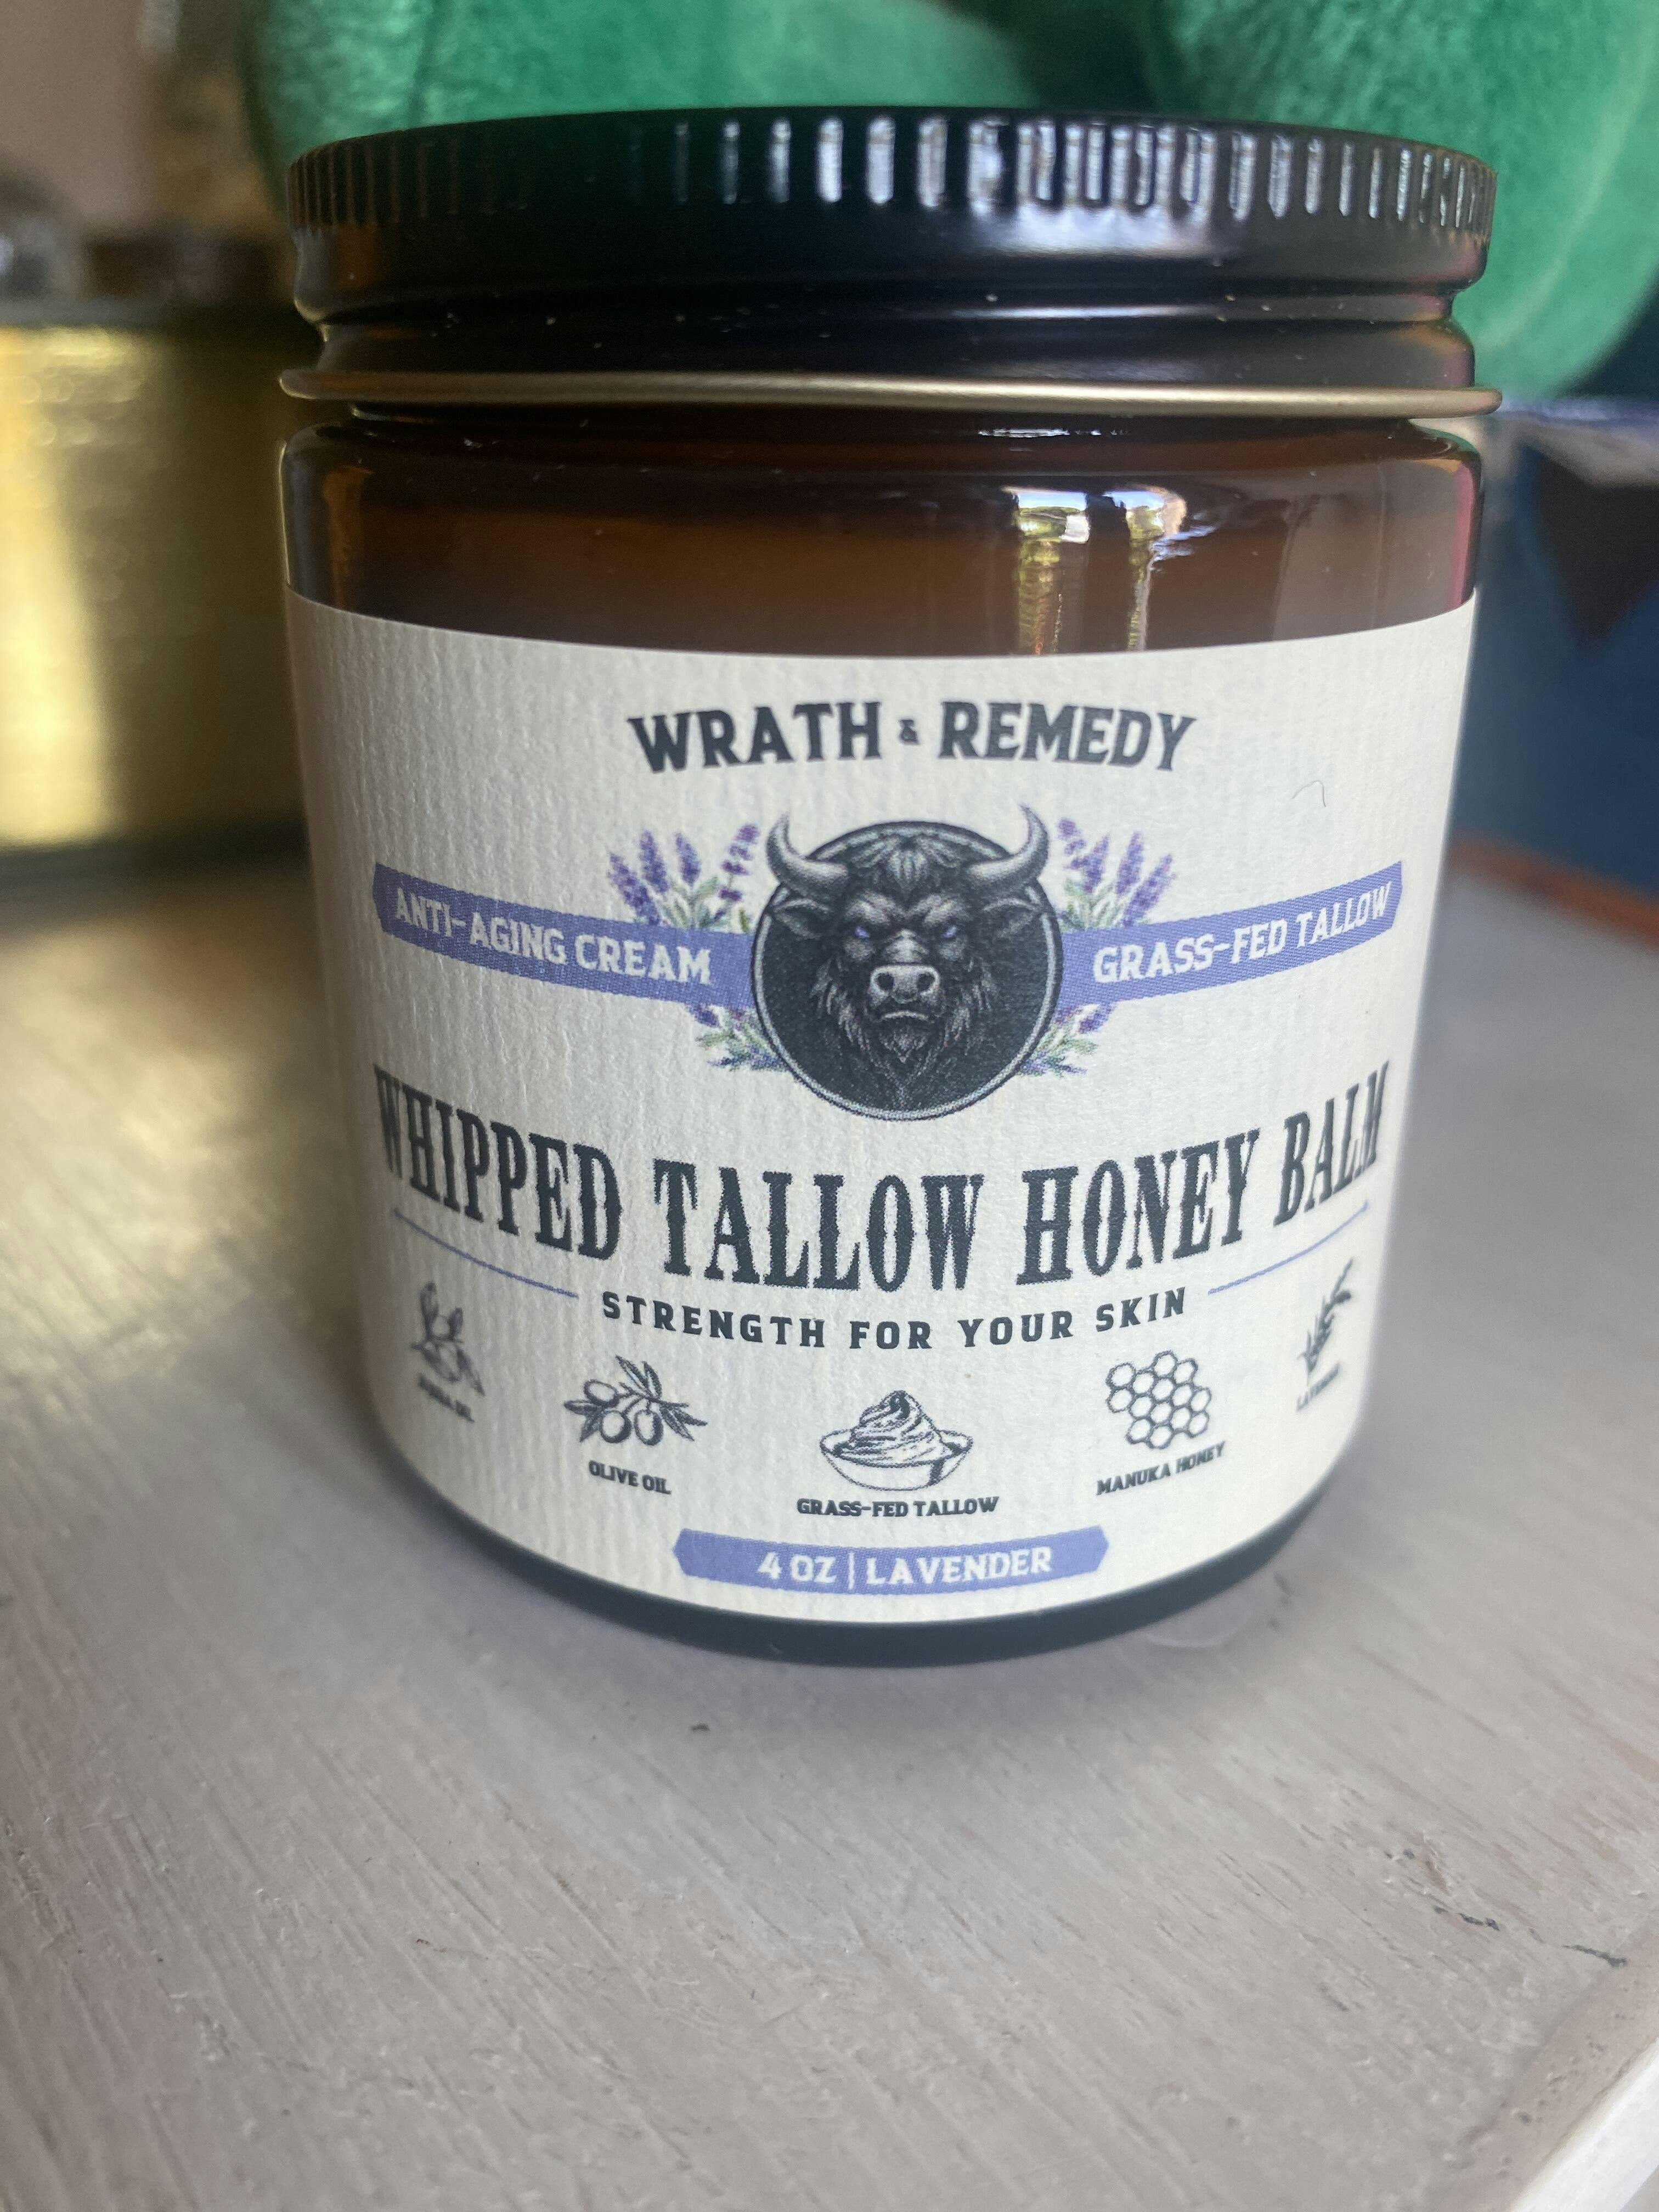 WRATH & REMEDY
ANTI-AGING CREAM
GRASS-FED TALLOW
WHIPPED TALLOW HONEY BALM
STRENGTH FOR YOUR SKIN
OLIVE OIL
GRASS-FED TALLOW
MANUKA HONEY
4 OZ | LAVENDER